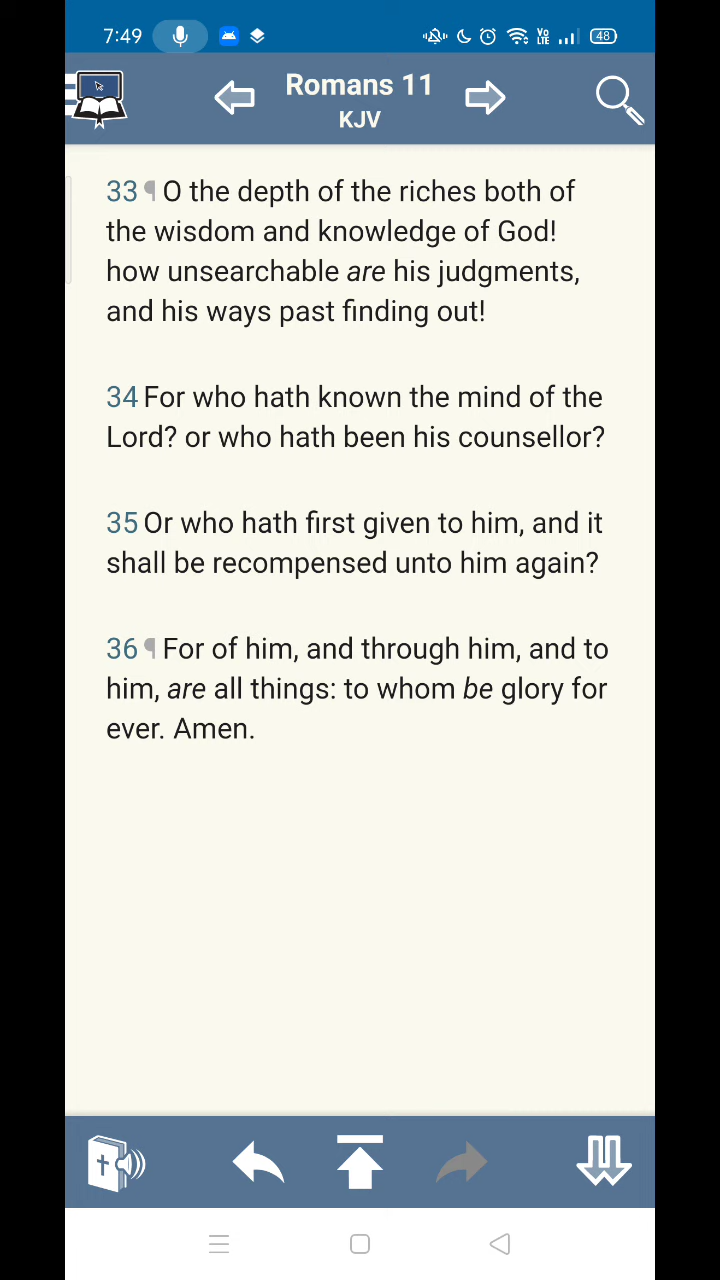 7:49
Vo
LTE
48
Romans 11
KJV
33 ¶ O the depth of the riches both of
the wisdom and knowledge of God!
how unsearchable are his judgments,
and his ways past finding out!
34 For who hath known the mind of the
Lord? or who hath been his counsellor?
35 Or who hath first given to him, and it
shall be recompensed unto him again?
36 ¶ For of him, and through him, and to
him, are all things: to whom be glory for
ever. Amen.